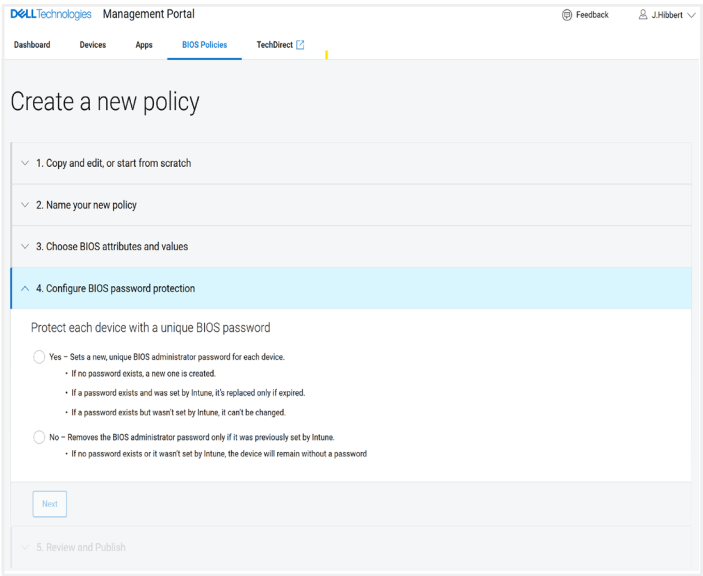 DELLTechnologies Management Portal Feedback J.Hibbert
Dashboard Devices Apps BIOS Policies TechDirect
Create a new policy
1. Copy and edit, or start from scratch
2. Name your new policy
3. Choose BIOS attributes and values
4. Configure BIOS password protection
Protect each device with a unique BIOS password
Yes – Sets a new, unique BIOS administrator password for each device.
• If no password exists, a new one is created.
• If a password exists and was set by Intune, it's replaced only if expired.
• If a password exists but wasn't set by Intune, it can't be changed.
No – Removes the BIOS administrator password only if it was previously set by Intune.
• If no password exists or it wasn't set by Intune, the device will remain without a password
Next
5. Review and Publish